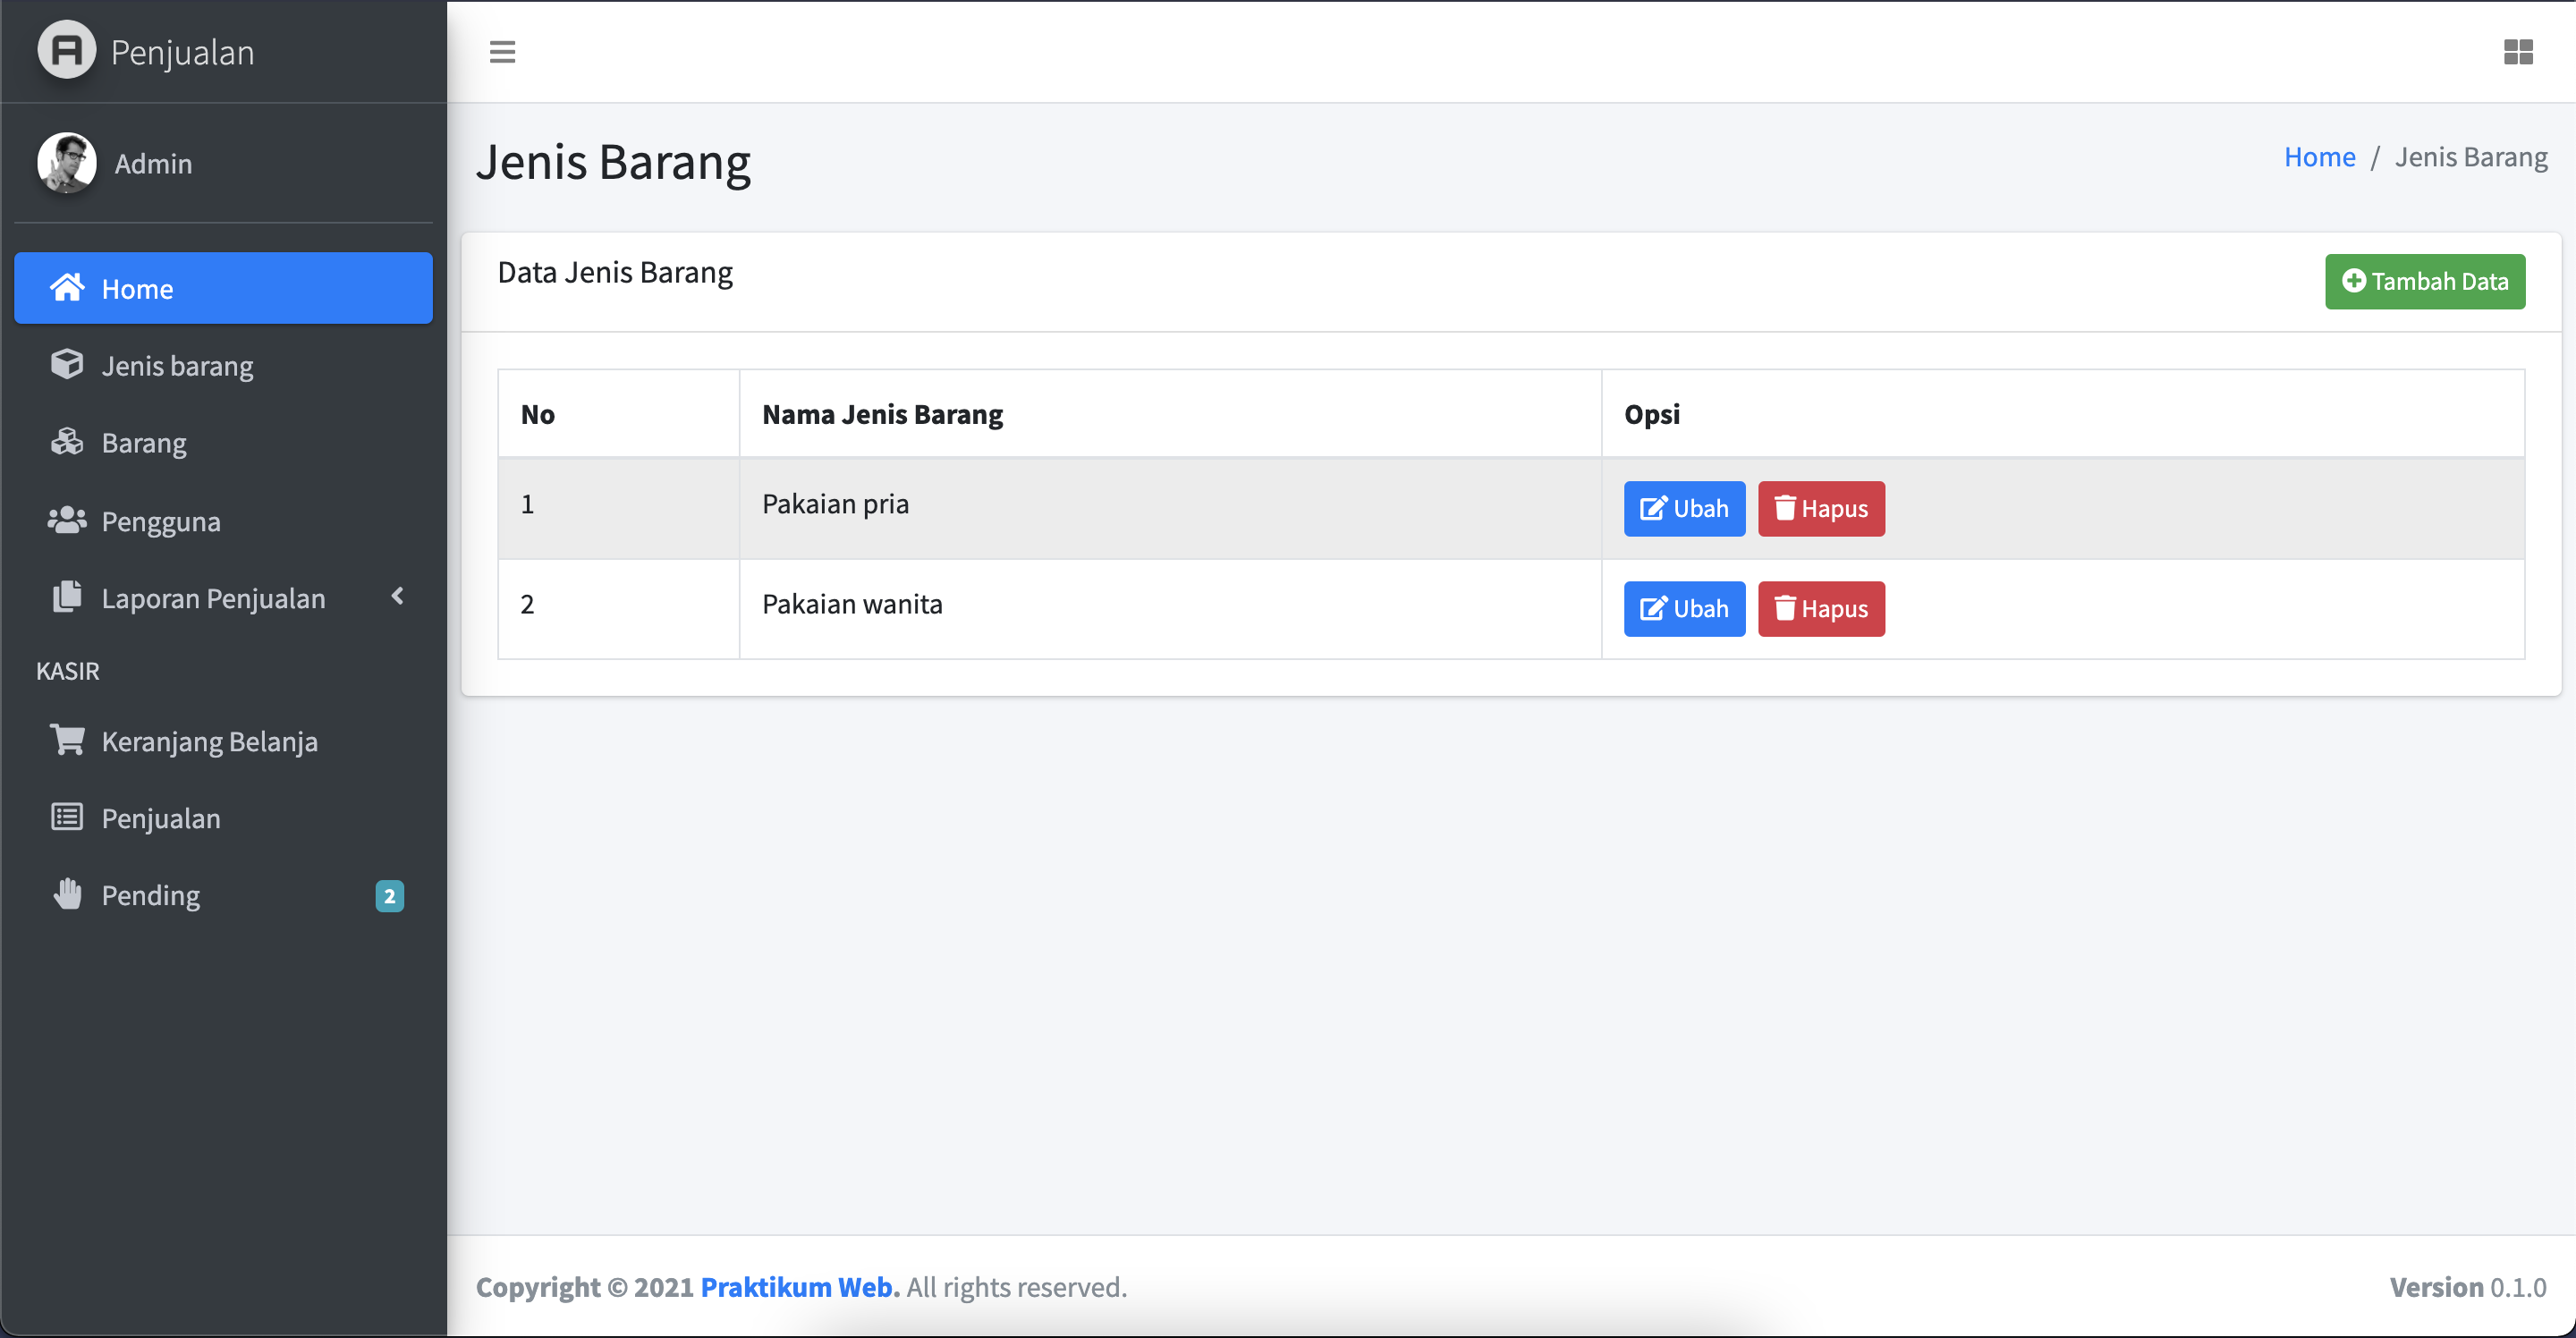 Penjualan
Admin
Home
Jenis barang
Barang
Pengguna
Laporan Penjualan
KASIR
Keranjang Belanja
Penjualan
Pending 2
Jenis Barang
Home / Jenis Barang
Data Jenis Barang
Tambah Data
No Nama Jenis Barang Opsi
1 Pakaian pria Ubah Hapus
2 Pakaian wanita Ubah Hapus
Copyright © 2021 Praktikum Web. All rights reserved.
Version 0.1.0